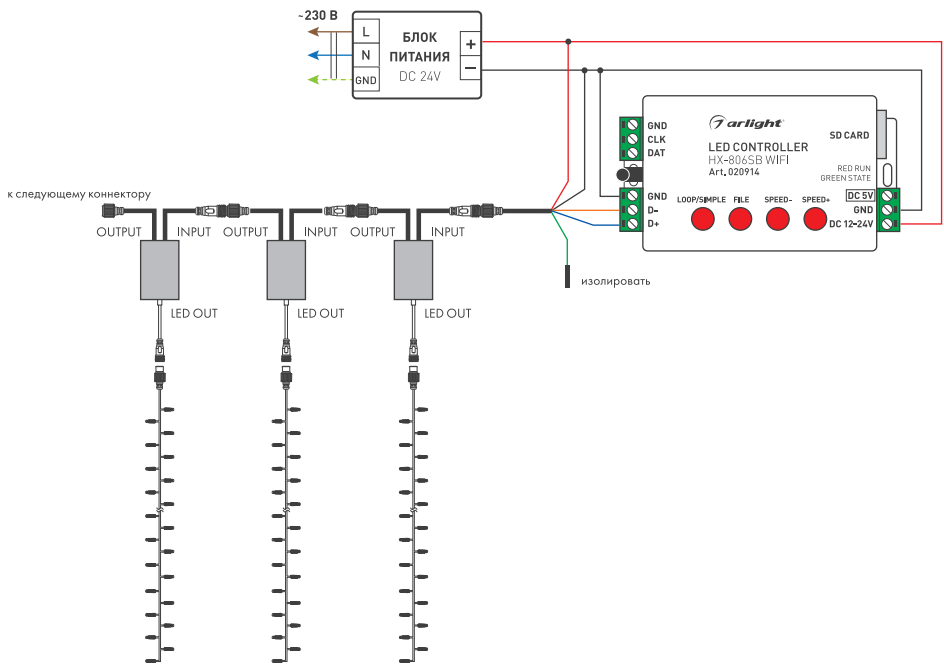 ~230 В
L
N
GND
БЛОК
ПИТАНИЯ
DC 24V
+
−
GND
CLK
DAT
arlight
LED CONTROLLER
HX-806SB WIFI
Art. 020914
SD CARD
RED RUN
GREEN STATE
GND
D-
D+
LOOP/SIMPLE
FILE
SPEED-
SPEED+
DC 5V
GND
DC 12-24V
к следующему коннектору
OUTPUT
INPUT
OUTPUT
INPUT
OUTPUT
INPUT
изолировать
LED OUT
LED OUT
LED OUT